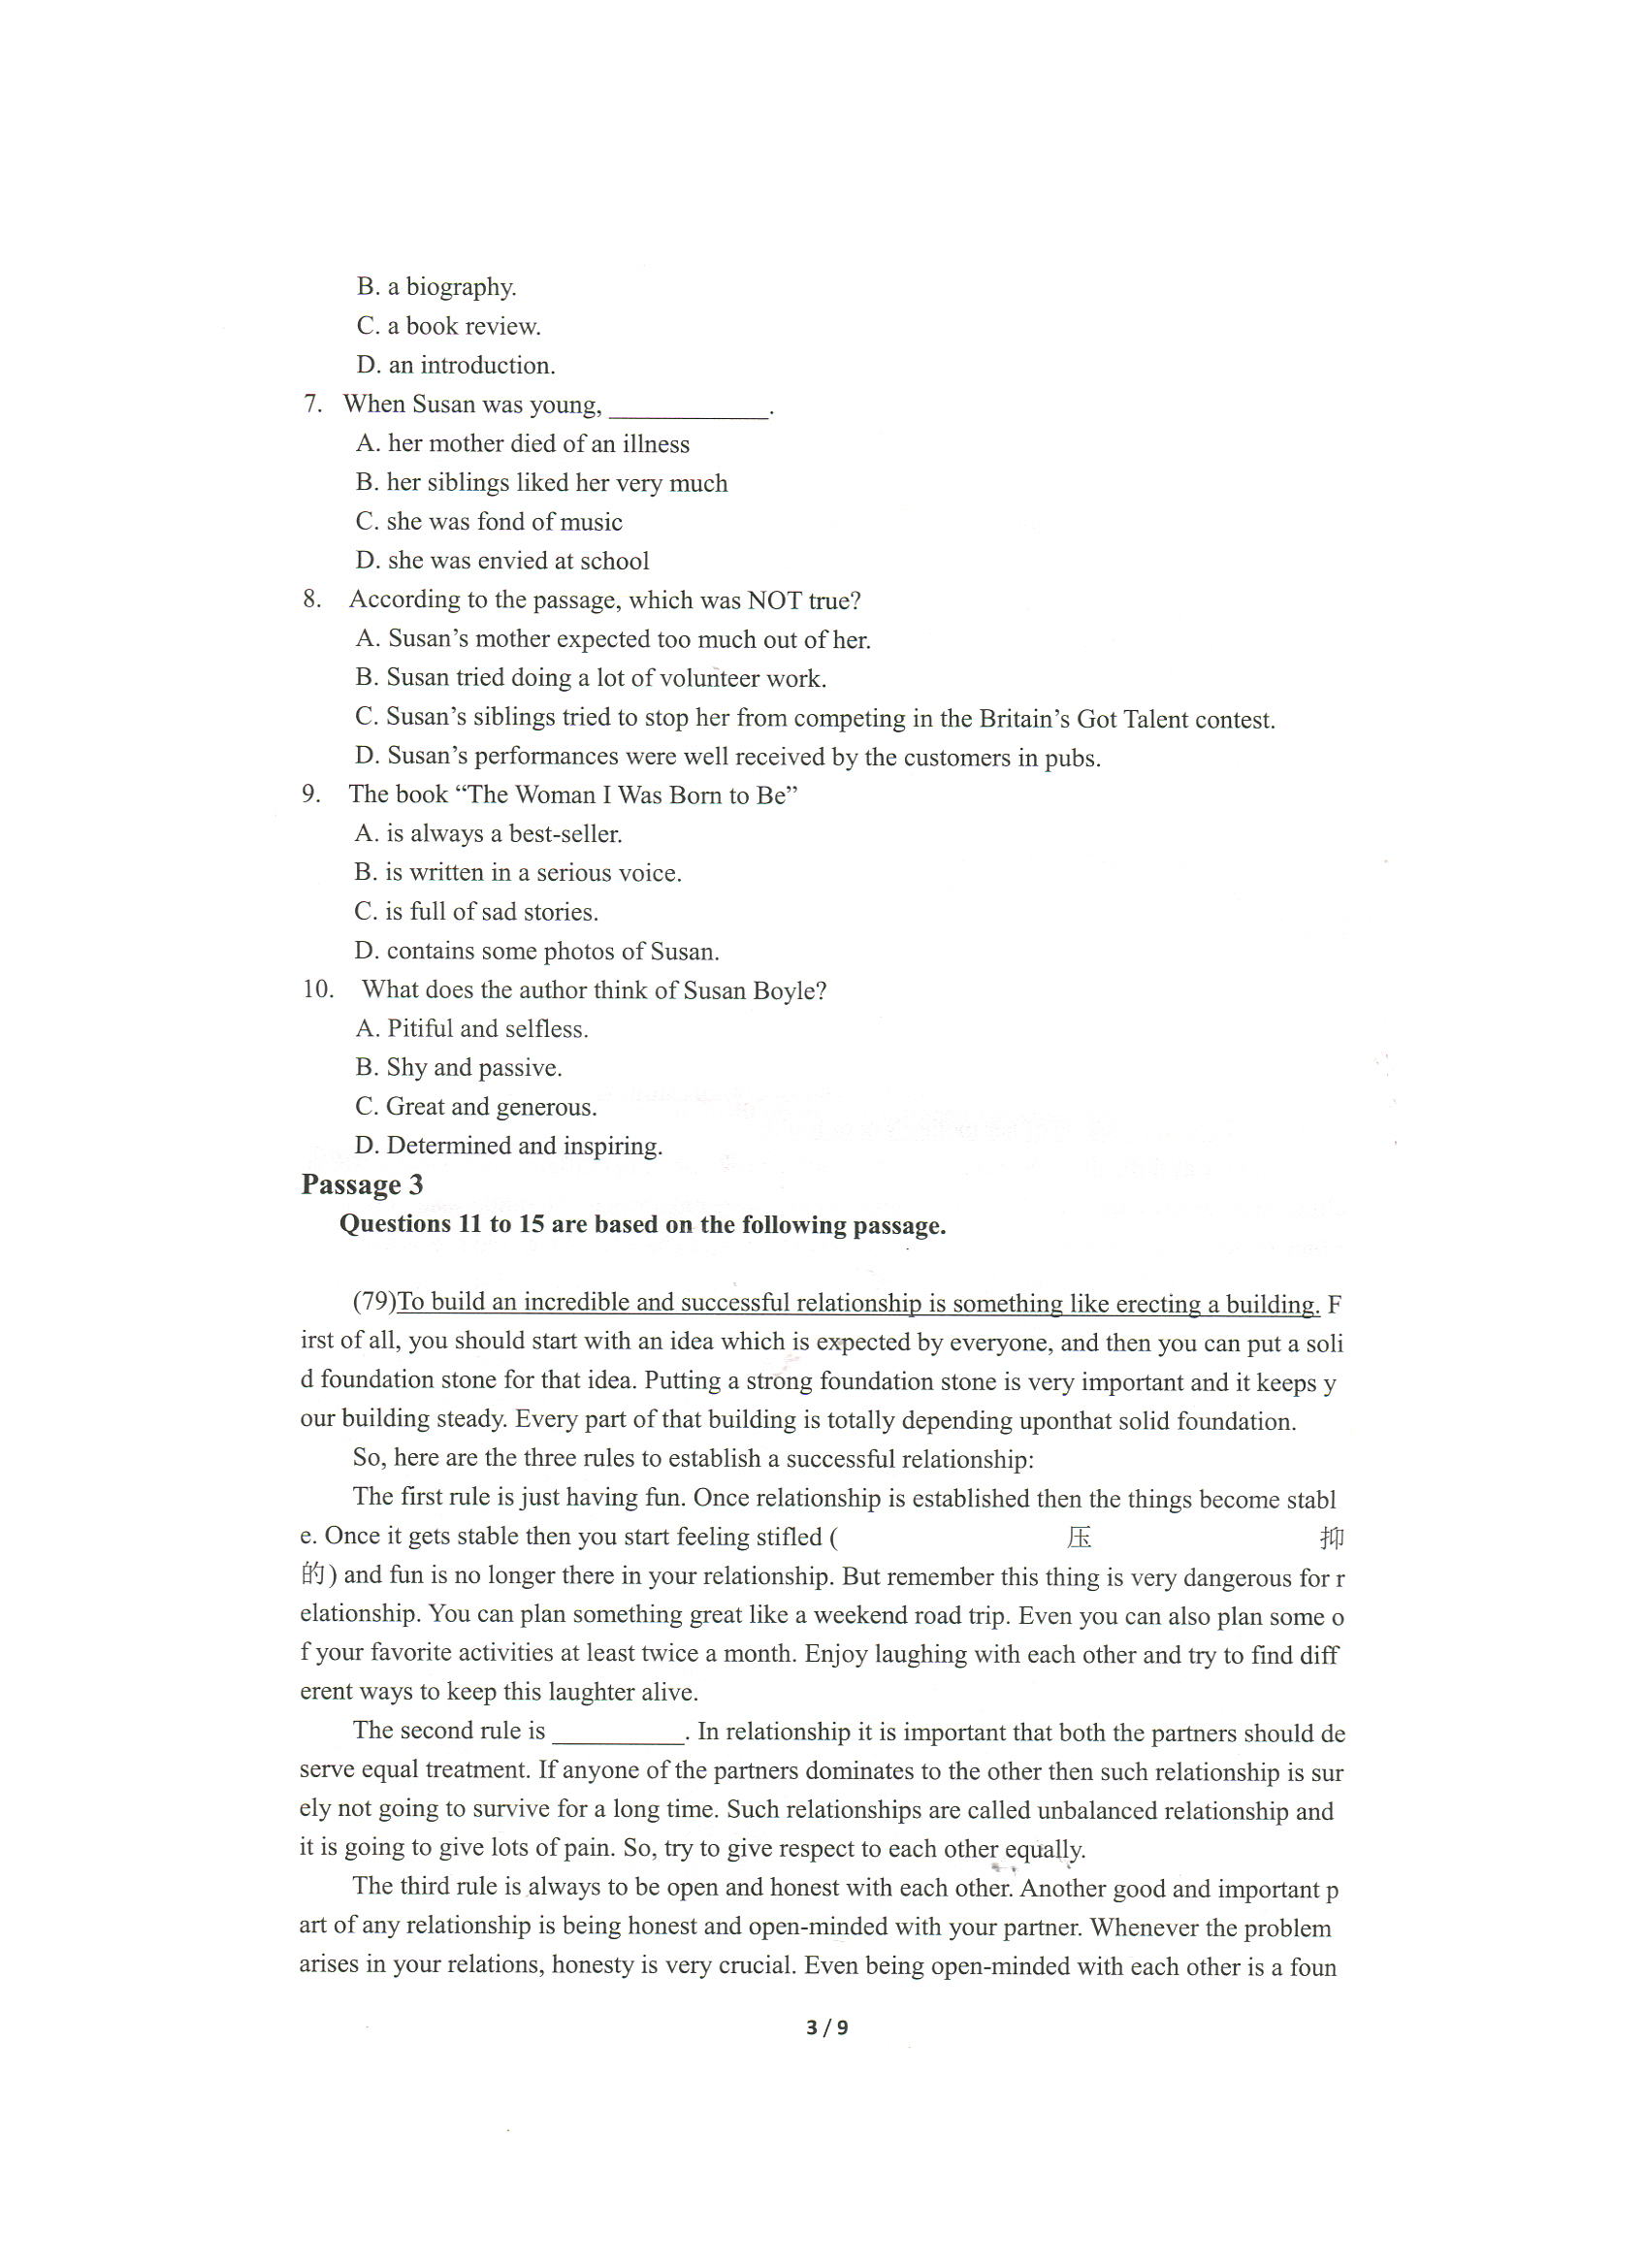 B. a biography.
C. a book review.
D. an introduction.
7. When Susan was young, ____________.
A. her mother died of an illness
B. her siblings liked her very much
C. she was fond of music
D. she was envied at school
8. According to the passage, which was NOT true?
A. Susan’s mother expected too much out of her.
B. Susan tried doing a lot of volunteer work.
C. Susan’s siblings tried to stop her from competing in the Britain’s Got Talent contest.
D. Susan’s performances were well received by the customers in pubs.
9. The book “The Woman I Was Born to Be”
A. is always a best-seller.
B. is written in a serious voice.
C. is full of sad stories.
D. contains some photos of Susan.
10. What does the author think of Susan Boyle?
A. Pitiful and selfless.
B. Shy and passive.
C. Great and generous.
D. Determined and inspiring.
Passage 3
Questions 11 to 15 are based on the following passage.
(79)To build an incredible and successful relationship is something like erecting a building. F
irst of all, you should start with an idea which is expected by everyone, and then you can put a soli
d foundation stone for that idea. Putting a strong foundation stone is very important and it keeps y
our building steady. Every part of that building is totally depending uponthat solid foundation.
So, here are the three rules to establish a successful relationship:
The first rule is just having fun. Once relationship is established then the things become stabl
e. Once it gets stable then you start feeling stifled ( 压 抑
的) and fun is no longer there in your relationship. But remember this thing is very dangerous for r
elationship. You can plan something great like a weekend road trip. Even you can also plan some o
f your favorite activities at least twice a month. Enjoy laughing with each other and try to find diff
erent ways to keep this laughter alive.
The second rule is __________. In relationship it is important that both the partners should de
serve equal treatment. If anyone of the partners dominates to the other then such relationship is sur
ely not going to survive for a long time. Such relationships are called unbalanced relationship and
it is going to give lots of pain. So, try to give respect to each other equally.
The third rule is always to be open and honest with each other. Another good and important p
art of any relationship is being honest and open-minded with your partner. Whenever the problem
arises in your relations, honesty is very crucial. Even being open-minded with each other is a foun
3 / 9